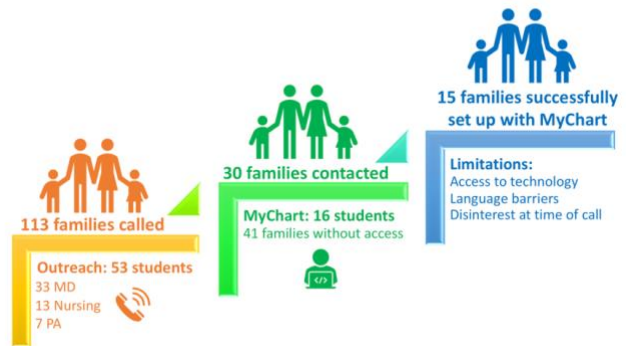 113 families called
Outreach: 53 students
33 MD
13 Nursing
7 PA
30 families contacted
MyChart: 16 students
41 families without access
</>
15 families successfully
set up with MyChart
Limitations:
Access to technology
Language barriers
Disinterest at time of call